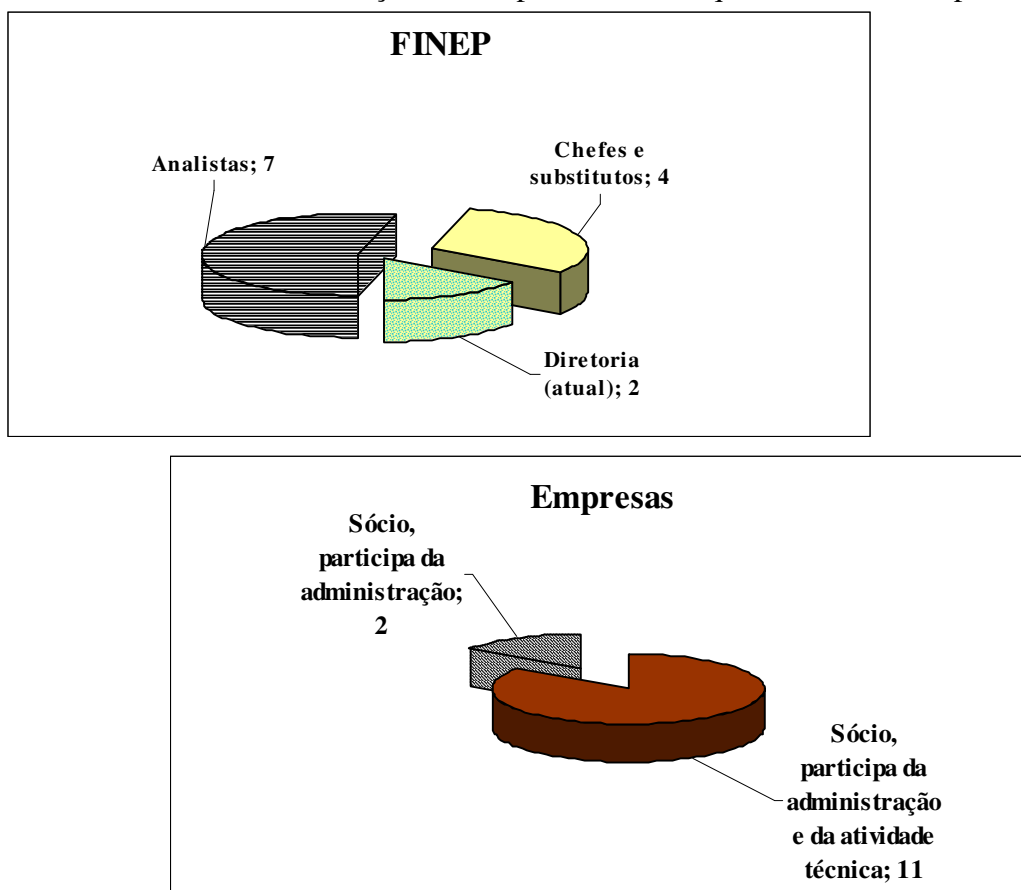 FINEP
Analistas; 7
Chefes e
substitutos; 4
Diretoria
(atual); 2
Empresas
Sócio,
participa da
administração;
2
Sócio,
participa da
administração
e da atividade
técnica; 11